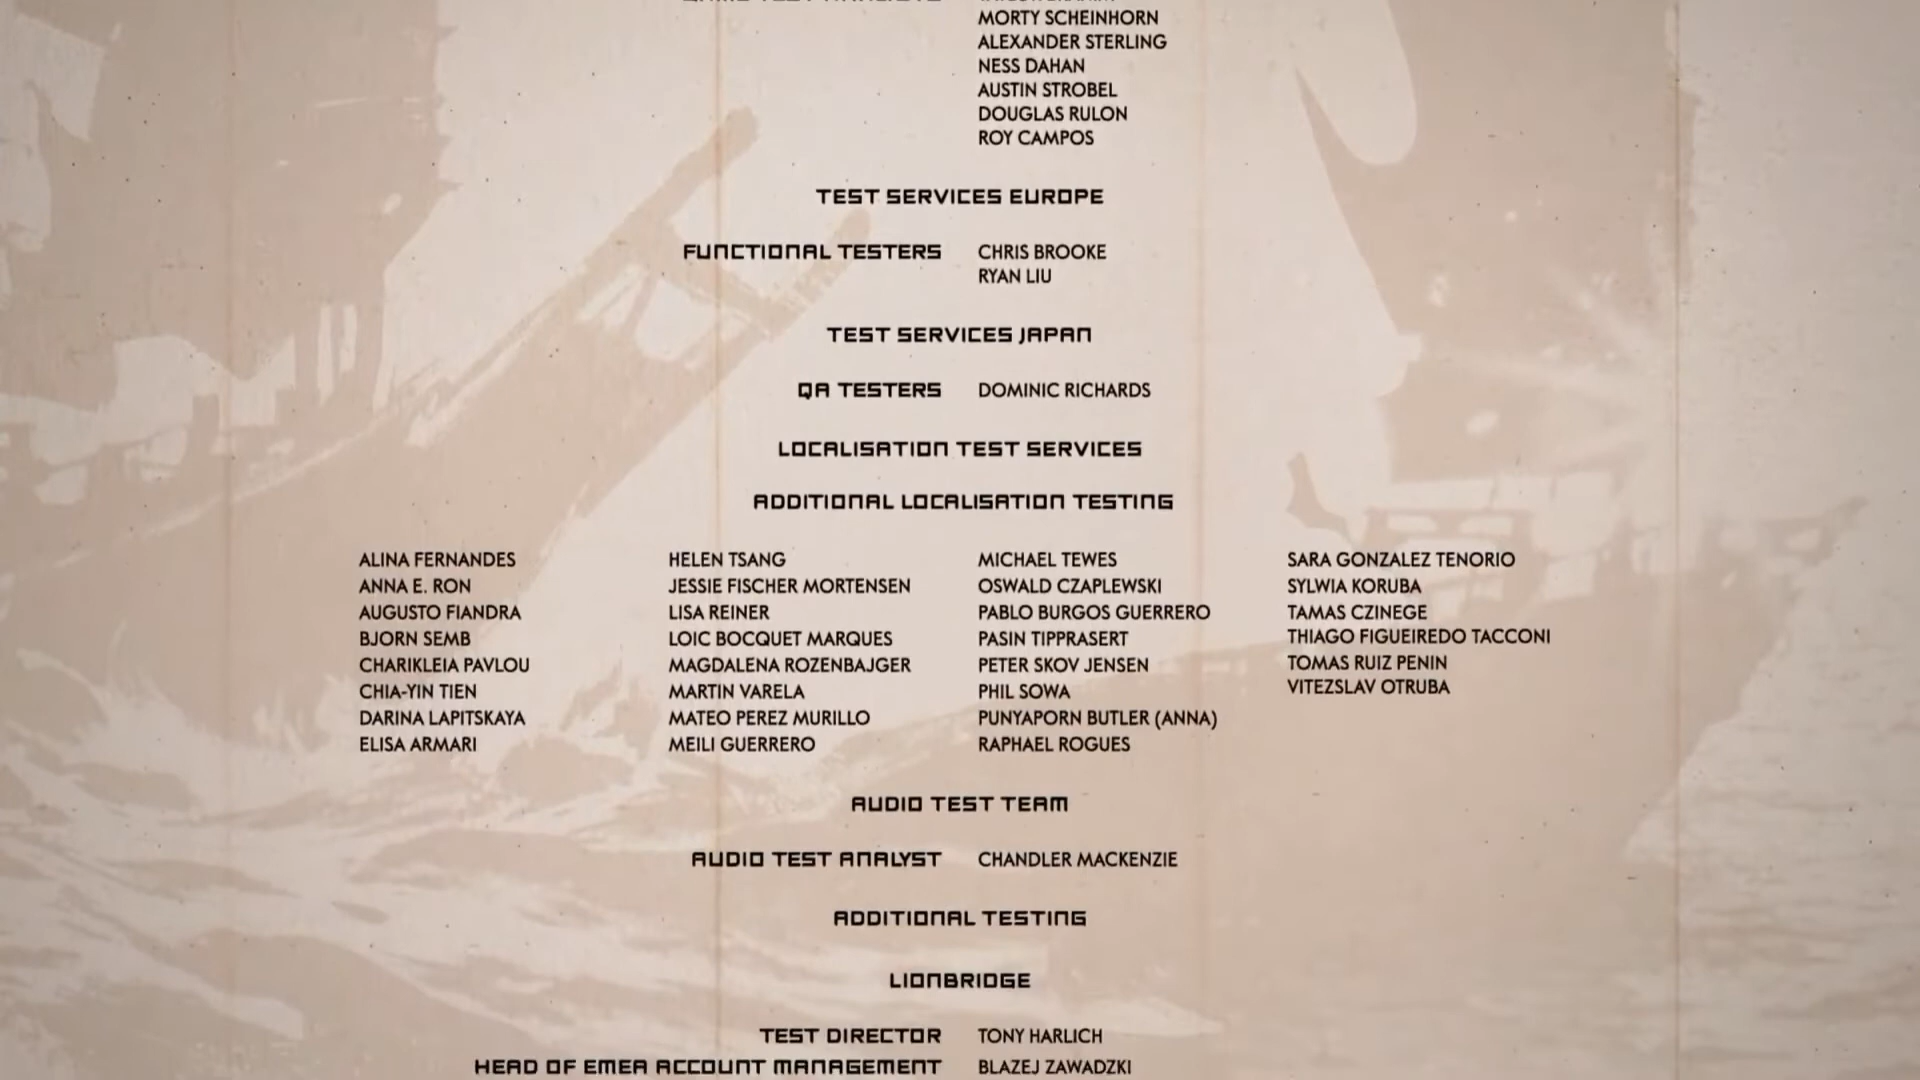 MORTY SCHEINHORN
ALEXANDER STERLING
NESS DAHAN
AUSTIN STROBEL
DOUGLAS RULON
ROY CAMPOS
TEST SERVICES EUROPE
FUNCTIONAL TESTERS CHRIS BROOKE
RYAN LIU
TEST SERVICES JAPAN
QA TESTERS DOMINIC RICHARDS
LOCALISATION TEST SERVICES
ADDITIONAL LOCALISATION TESTING
ALINA FERNANDES HELEN TSANG MICHAEL TEWES SARA GONZALEZ TENORIO
ANNA E. RON JESSIE FISCHER MORTENSEN OSWALD CZAPLEWSKI SYLWIA KORUBA
AUGUSTO FIANDRA LISA REINER PABLO BURGOS GUERRERO TAMAS CZINEGE
BJORN SEMB LOIC BOCQUET MARQUES PASIN TIPPRASERT THIAGO FIGUEIREDO TACCONI
CHARIKLEIA PAVLOU MAGDALENA ROZENBAJGER PETER SKOV JENSEN TOMAS RUIZ PENIN
CHIA-YIN TIEN MARTIN VARELA PHIL SOWA VITEZSLAV OTRUBA
DARINA LAPITSKAYA MATEO PEREZ MURILLO PUNYAPORN BUTLER (ANNA)
ELISA ARMARI MEILI GUERRERO RAPHAEL ROGUES
AUDIO TEST TEAM
AUDIO TEST ANALYST CHANDLER MACKENZIE
ADDITIONAL TESTING
LIONBRIDGE
TEST DIRECTOR TONY HARLICH
HEAD OF EMEA ACCOUNT MANAGEMENT BLAZEJ ZAWADZKI